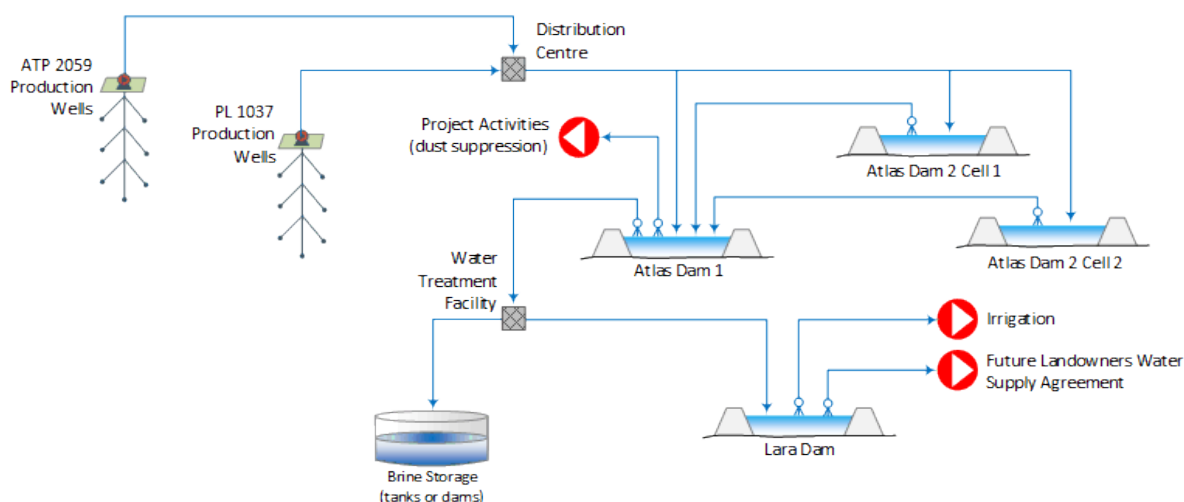 Distribution
Centre
ATP 2059
Production
Wells
PL 1037
Production
Wells
Project Activities
(dust suppression)
Atlas Dam 2 Cell 1
Atlas Dam 1
Atlas Dam 2 Cell 2
Water
Treatment
Facility
Irrigation
Future Landowners Water
Supply Agreement
Lara Dam
Brine Storage
(tanks or dams)